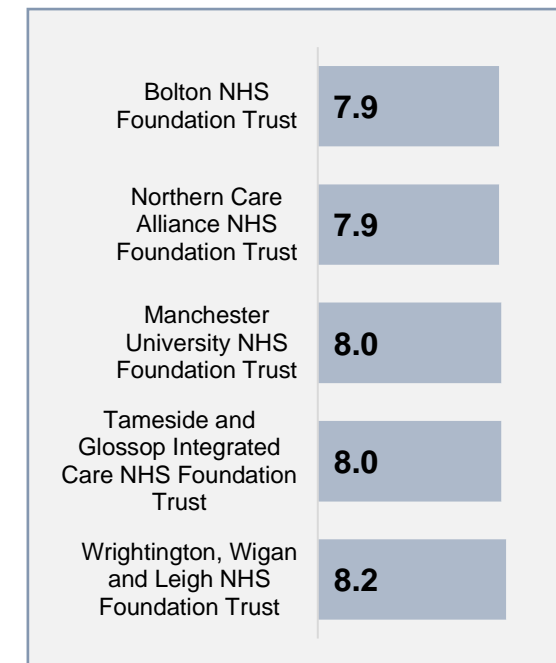 Bolton NHS
Foundation Trust
7.9
Northern Care
Alliance NHS
Foundation Trust
7.9
Manchester
University NHS
Foundation Trust
8.0
Tameside and
Glossop Integrated
Care NHS Foundation
Trust
8.0
Wrightington, Wigan
and Leigh NHS
Foundation Trust
8.2